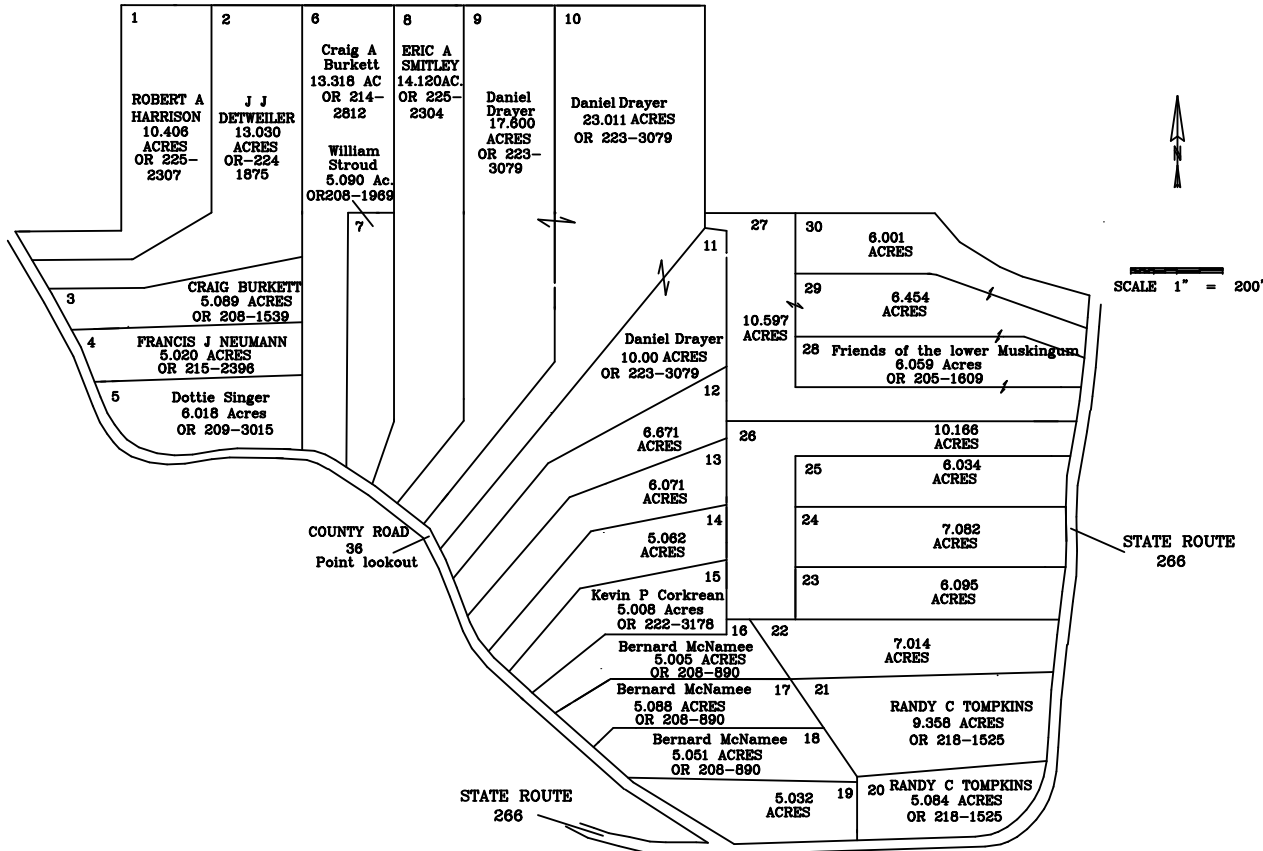 1
2
6
8
9
10
ROBERT A
HARRISON
10.406
ACRES
OR 225-
2307
J J
DETWEILER
13.030
ACRES
OR-224
1875
Craig A
Burkett
13.318 AC
OR 214-
2812
William
Stroud
5.090 Ac.
OR208-1969
7
ERIC A
SMITLEY
14.120AC.
OR 225-
2304
Daniel
Drayer
17.600
ACRES
OR 223-
3079
Daniel Drayer
23.011 ACRES
OR 223-3079
N
SCALE 1" = 200'
3
CRAIG BURKETT
5.089 ACRES
OR 208-1539
4
FRANCIS J NEUMANN
5.020 ACRES
OR 215-2396
5
Dottie Singer
6.018 Acres
OR 209-3015
11
Daniel Drayer
10.00 ACRES
OR 223-3079
27
10.597
ACRES
30
6.001
ACRES
29
6.454
ACRES
28
Friends of the lower Muskingum
6.059 Acres
OR 205-1609
12
6.671
ACRES
26
10.166
ACRES
13
6.071
ACRES
25
6.034
ACRES
14
5.062
ACRES
24
7.082
ACRES
COUNTY ROAD
36
Point lookout
STATE ROUTE
266
15
Kevin P Corkrean
5.008 Acres
OR 222-3178
23
6.095
ACRES
16
Bernard McNamee
5.005 ACRES
OR 208-890
22
7.014
ACRES
17
Bernard McNamee
5.088 ACRES
OR 208-890
21
RANDY C TOMPKINS
9.358 ACRES
OR 218-1525
18
Bernard McNamee
5.051 ACRES
OR 208-890
19
5.032
ACRES
20
RANDY C TOMPKINS
5.084 ACRES
OR 218-1525
STATE ROUTE
266